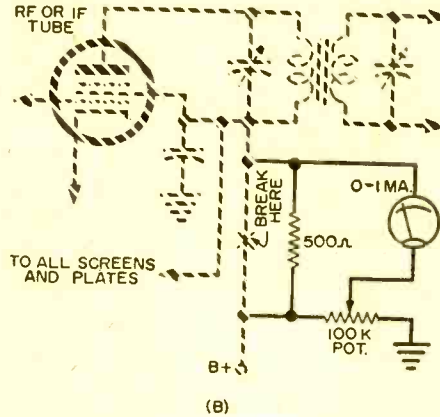 RF OR IF
TUBE
BREAK
HERE
0-1 MA.
500Ω
TO ALL SCREENS
AND PLATES
100 K
POT.
B+
(B)